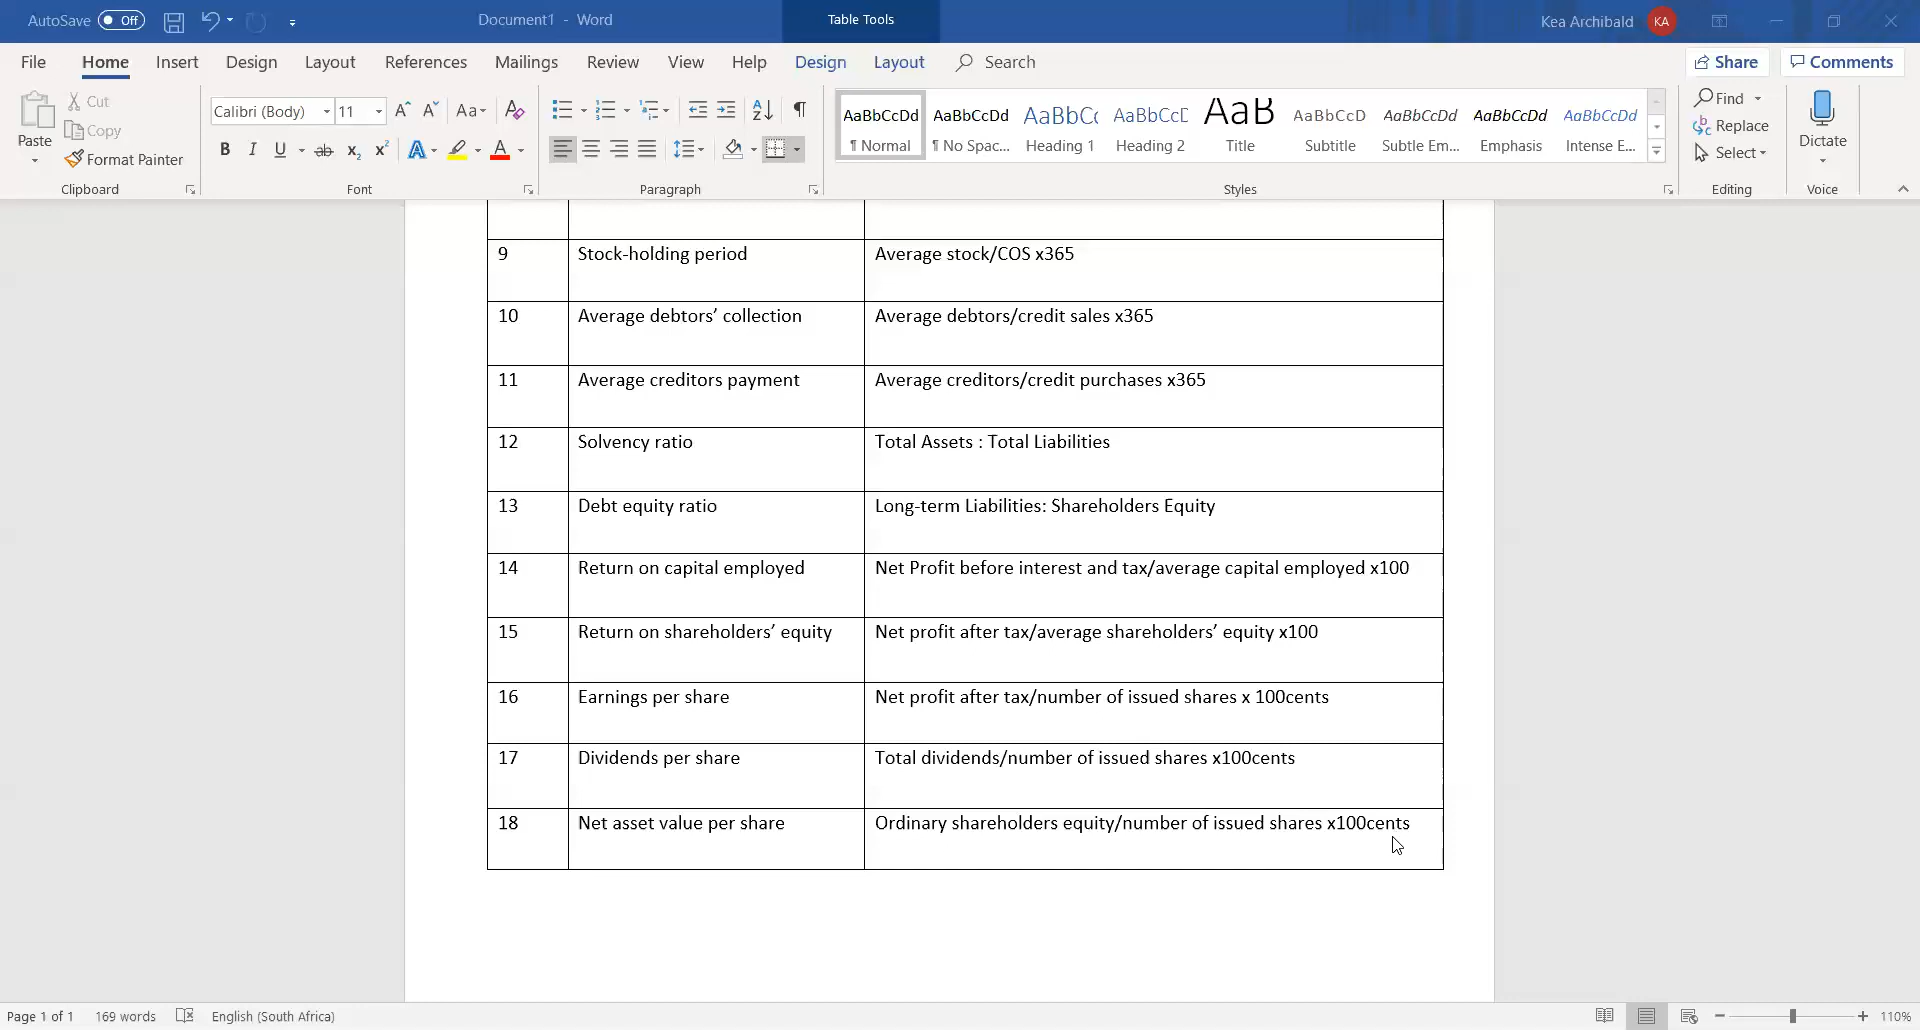 AutoSave Off Document1 - Word Table Tools Kea Archibald KA
File Home Insert Design Layout References Mailings Review View Help Design Layout Search Share Comments
Paste Cut Copy Format Painter
Clipboard
Calibri (Body) 11
Font
Paragraph
AaBbCcDd AaBbCcDd AaBbCc AaBbCcD AaB AaBbCcD AaBbCcDd AaBbCcDd AaBbCcDd
¶ Normal ¶ No Spac... Heading 1 Heading 2 Title Subtitle Subtle Em... Emphasis Intense E...
Styles
Find
Replace
Select
Editing
Dictate
Voice
9 Stock-holding period Average stock/COS x365
10 Average debtors’ collection Average debtors/credit sales x365
11 Average creditors payment Average creditors/credit purchases x365
12 Solvency ratio Total Assets : Total Liabilities
13 Debt equity ratio Long-term Liabilities: Shareholders Equity
14 Return on capital employed Net Profit before interest and tax/average capital employed x100
15 Return on shareholders’ equity Net profit after tax/average shareholders’ equity x100
16 Earnings per share Net profit after tax/number of issued shares x 100cents
17 Dividends per share Total dividends/number of issued shares x100cents
18 Net asset value per share Ordinary shareholders equity/number of issued shares x100cents
Page 1 of 1 169 words English (South Africa) 110%